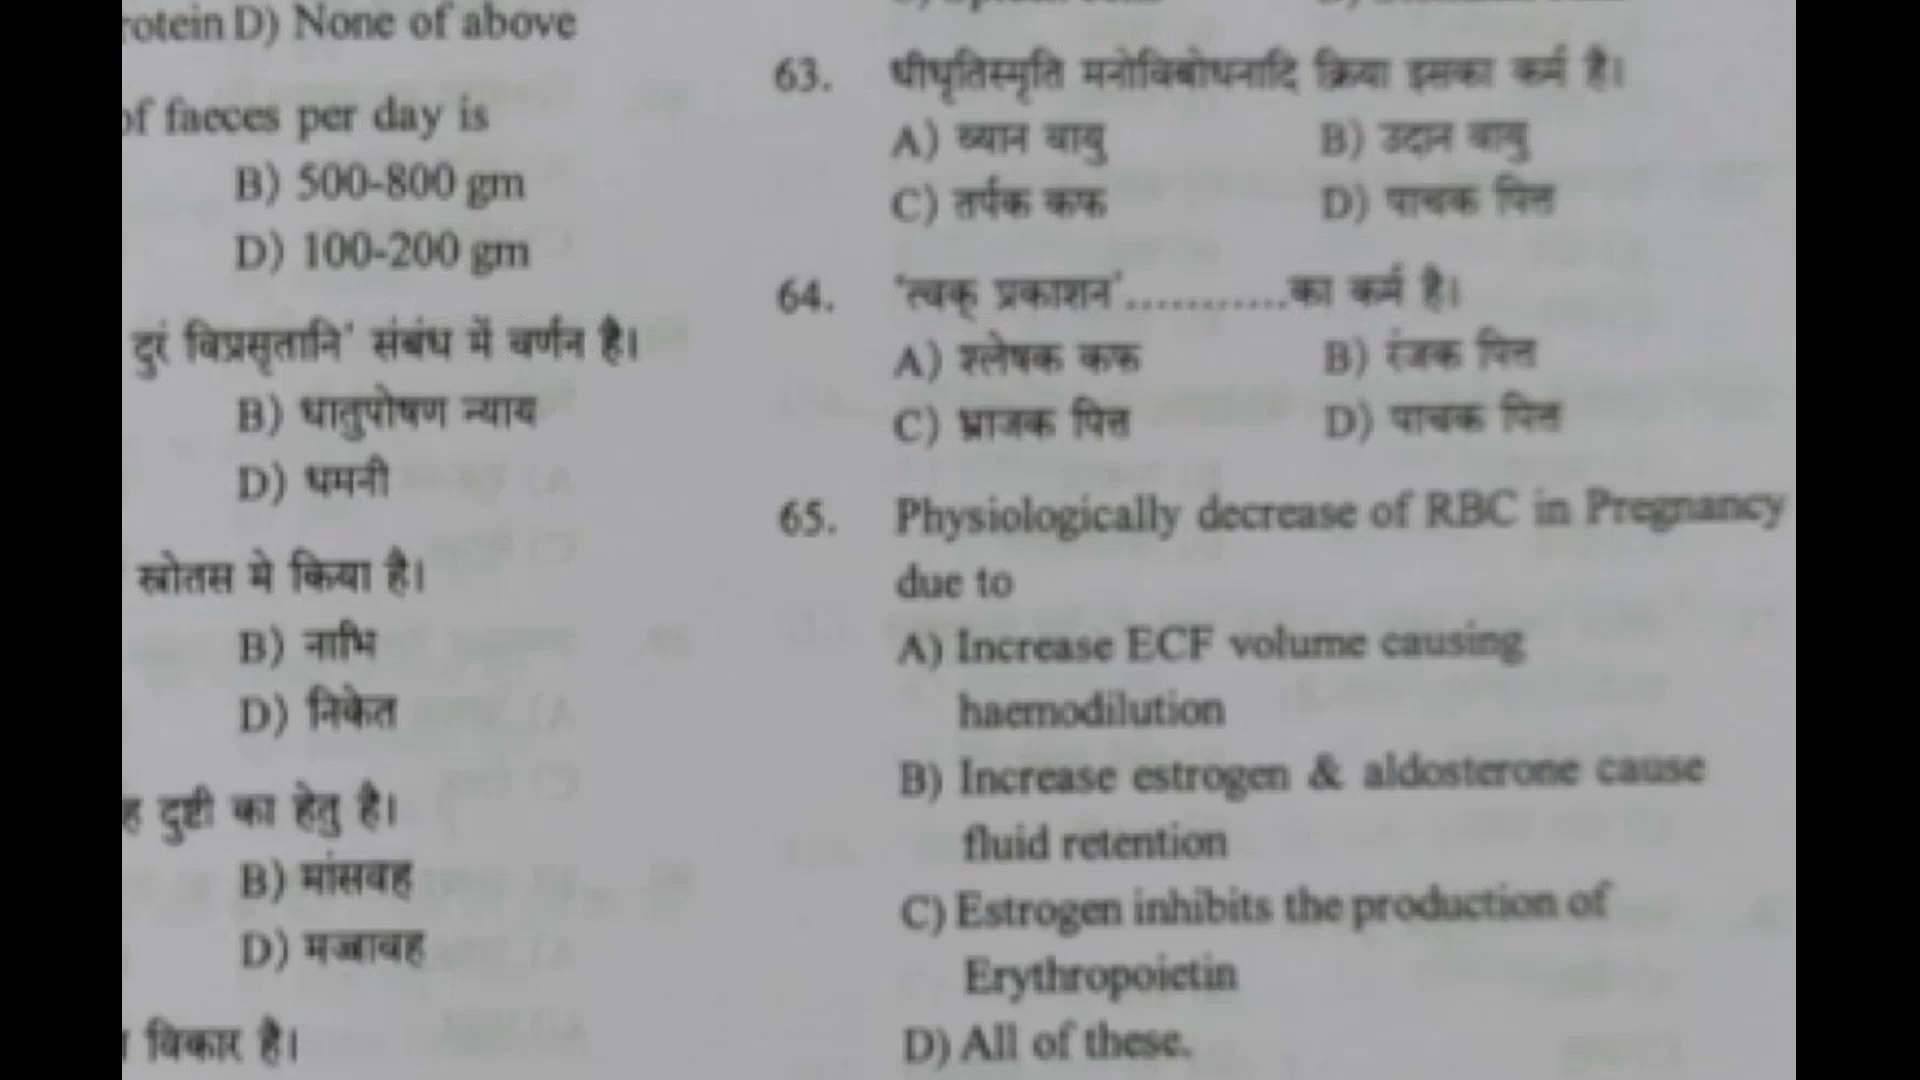 rotein D) None of above
of faeces per day is
B) 500-800 gm
D) 100-200 gm
दुरं विप्रसृतानि' संबंध में वर्णन है।
B) धातुपोषण न्याय
D) धमनी
स्रोतस मे किया है।
B) नाभि
D) निकेत
ह दुष्टी का हेतु है।
B) मांसवह
D) मज्जावह
विकार है।
63. धीधृतिस्मृति मनोविबोधनादि क्रिया इसका कर्म है।
A) व्यान वायु B) उदान वायु
C) तर्पक कफ D) पाचक पित्त
64. 'त्वक् प्रकाशन'............का कर्म है।
A) श्लेषक कफ B) रंजक पित्त
C) भ्राजक पित्त D) पाचक पित्त
65. Physiologically decrease of RBC in Pregnancy
due to
A) Increase ECF volume causing
haemodilution
B) Increase estrogen & aldosterone cause
fluid retention
C) Estrogen inhibits the production of
Erythropoietin
D) All of these.